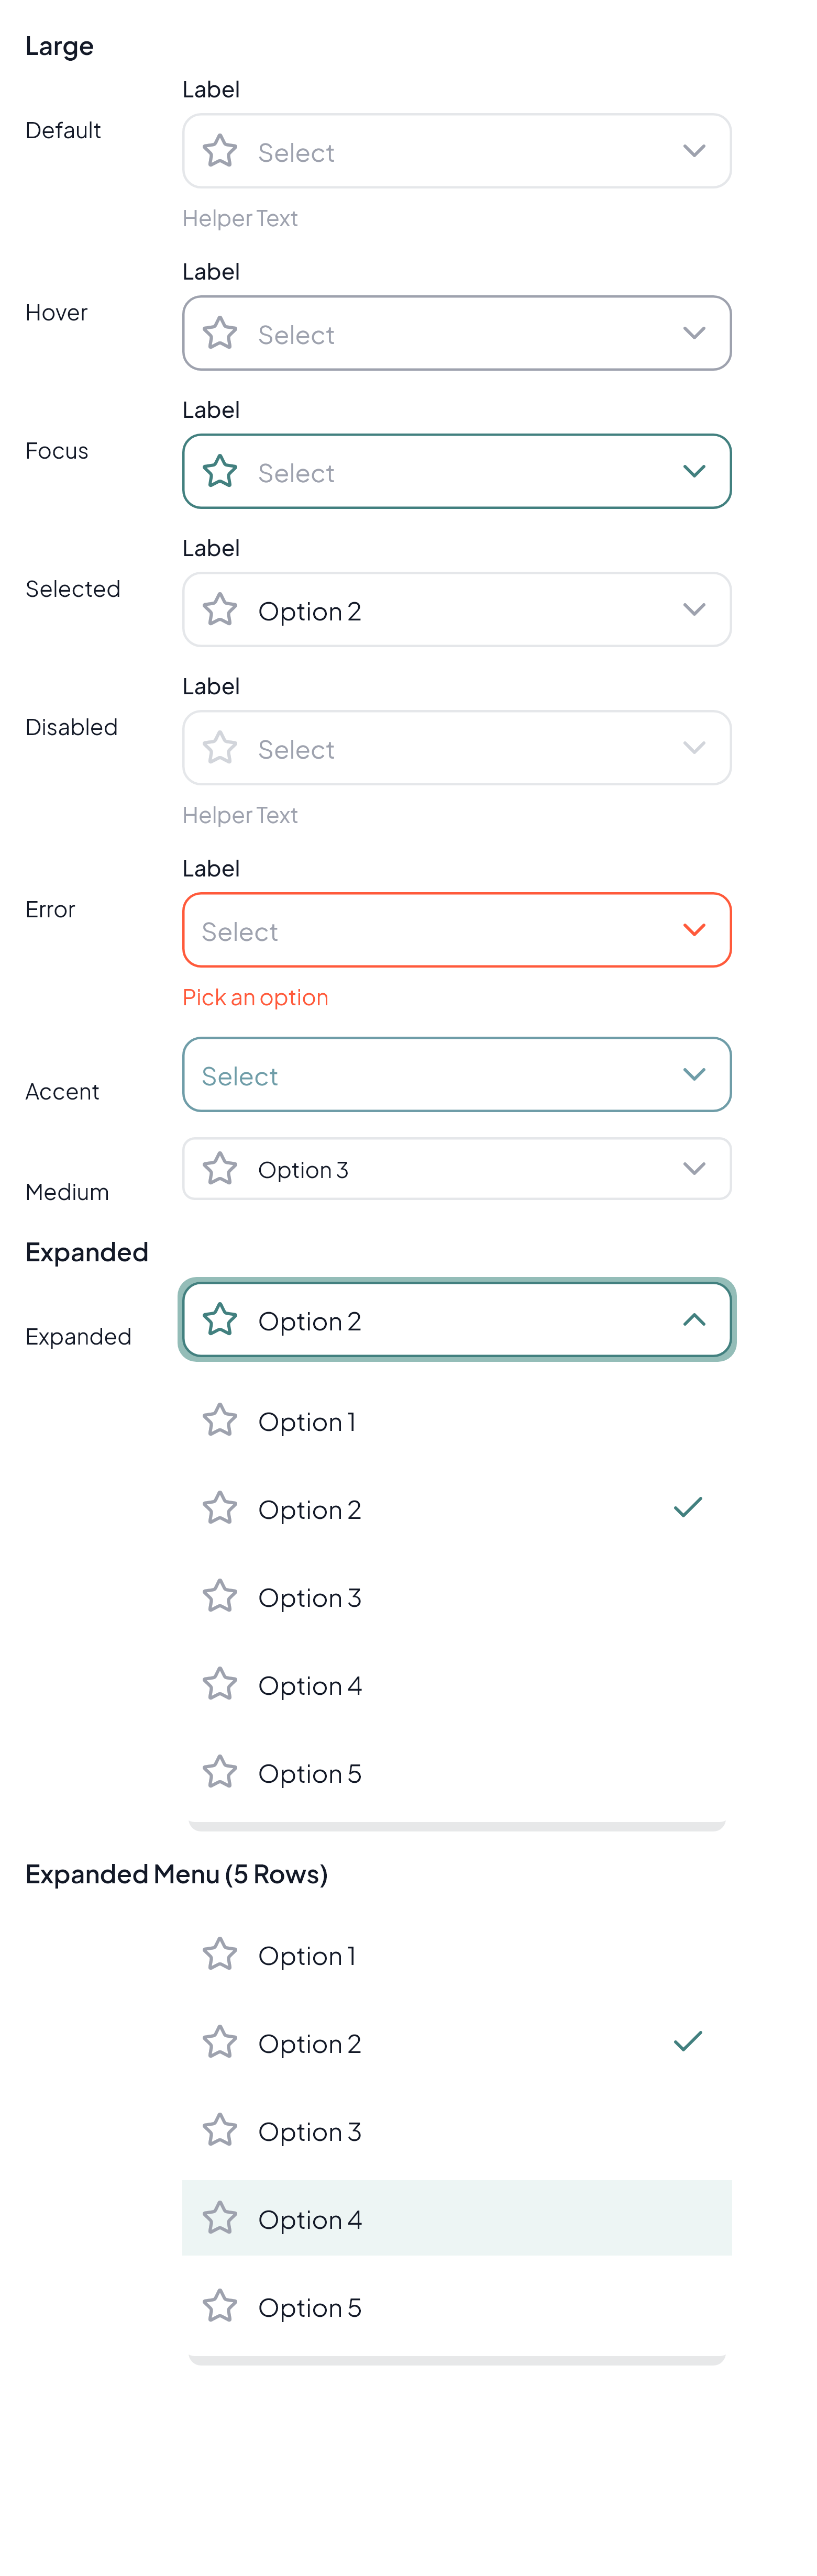 Large
Label
Default
Select
Helper Text
Label
Hover
Select
Label
Focus
Select
Label
Selected
Option 2
Label
Disabled
Select
Helper Text
Label
Error
Select
Pick an option
Select
Accent
Option 3
Medium
Expanded
Option 2
Expanded
Option 1
Option 2
Option 3
Option 4
Option 5
Expanded Menu (5 Rows)
Option 1
Option 2
Option 3
Option 4
Option 5